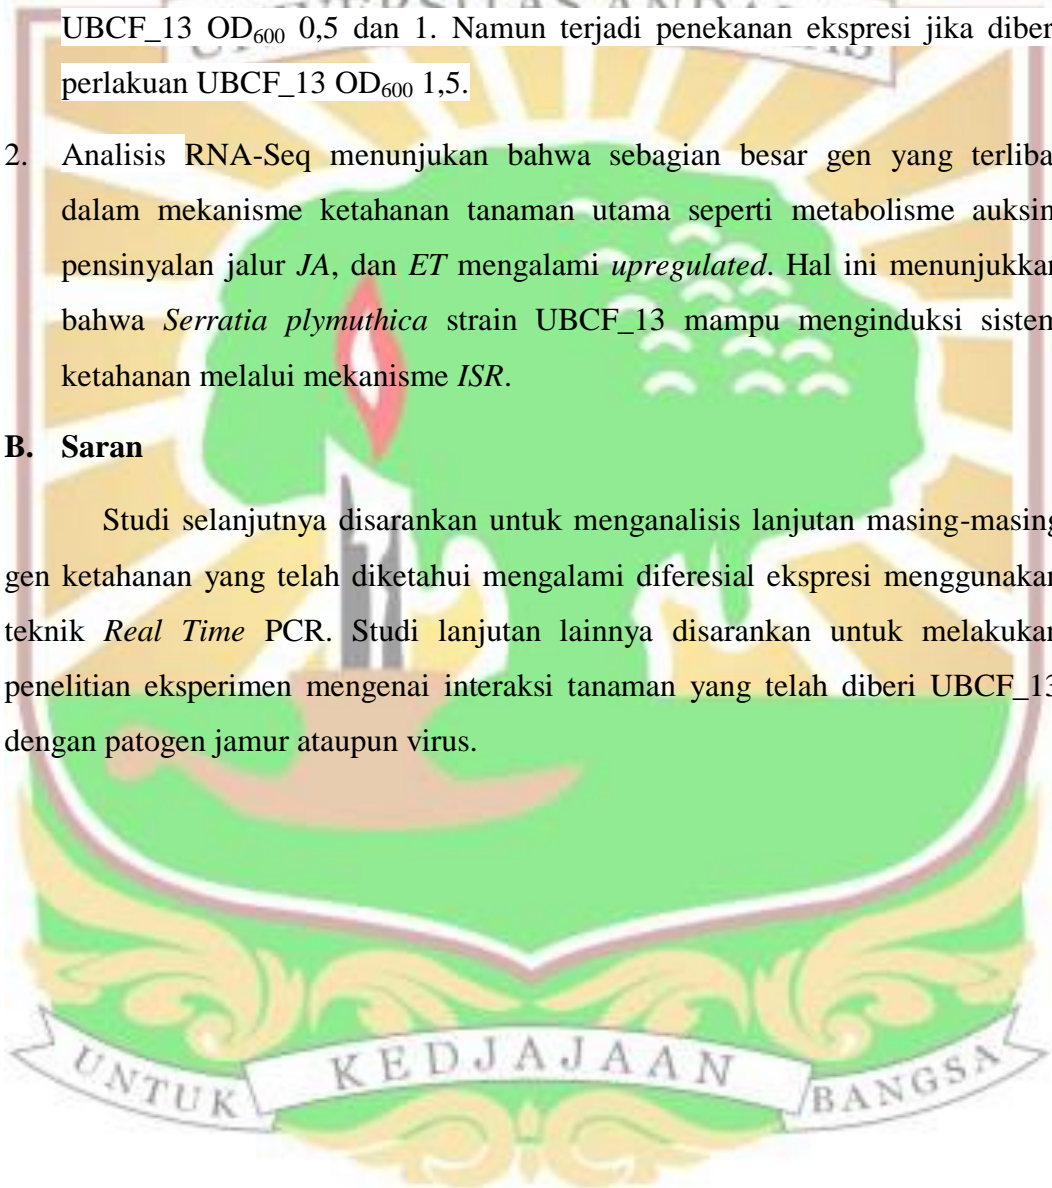 UNIVERSITAS ANDALAS
UBCF_13 OD600 0,5 dan 1. Namun terjadi penekanan ekspresi jika diber
perlakuan UBCF_13 OD600 1,5.
2. Analisis RNA-Seq menunjukan bahwa sebagian besar gen yang terliba
dalam mekanisme ketahanan tanaman utama seperti metabolisme auksin
pensinyalan jalur JA, dan ET mengalami upregulated. Hal ini menunjukkan
bahwa Serratia plymuthica strain UBCF_13 mampu menginduksi sistem
ketahanan melalui mekanisme ISR.
B. Saran
Studi selanjutnya disarankan untuk menganalisis lanjutan masing-masing
gen ketahanan yang telah diketahui mengalami diferesial ekspresi menggunakan
teknik Real Time PCR. Studi lanjutan lainnya disarankan untuk melakukan
penelitian eksperimen mengenai interaksi tanaman yang telah diberi UBCF_13
dengan patogen jamur ataupun virus.
UNTUK KEDJAJAAN BANGSA